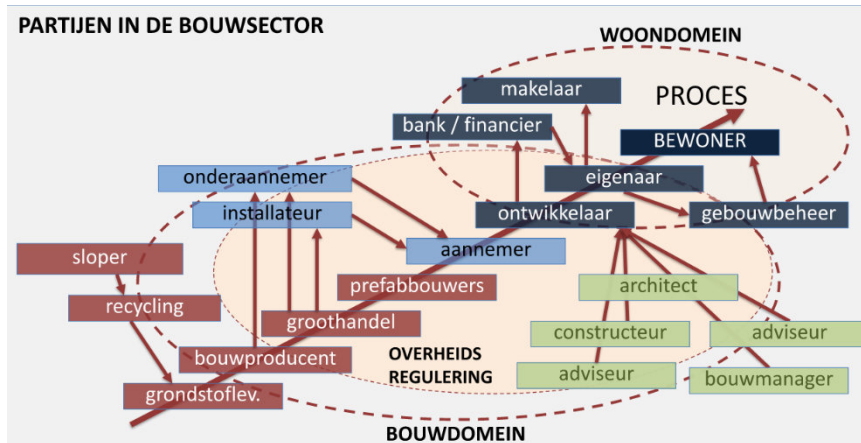 PARTIJEN IN DE BOUWSECTOR
WOONDOMEIN
makelaar
PROCES
bank / financier
BEWONER
onderaannemer
eigenaar
installateur
ontwikkelaar
gebouwbeheer
sloper
aannemer
prefabbouwers
architect
recycling
groothandel
constructeur
adviseur
bouwproducent
OVERHEIDS
REGULERING
adviseur
bouwmanager
grondstoflev.
BOUWDOMEIN